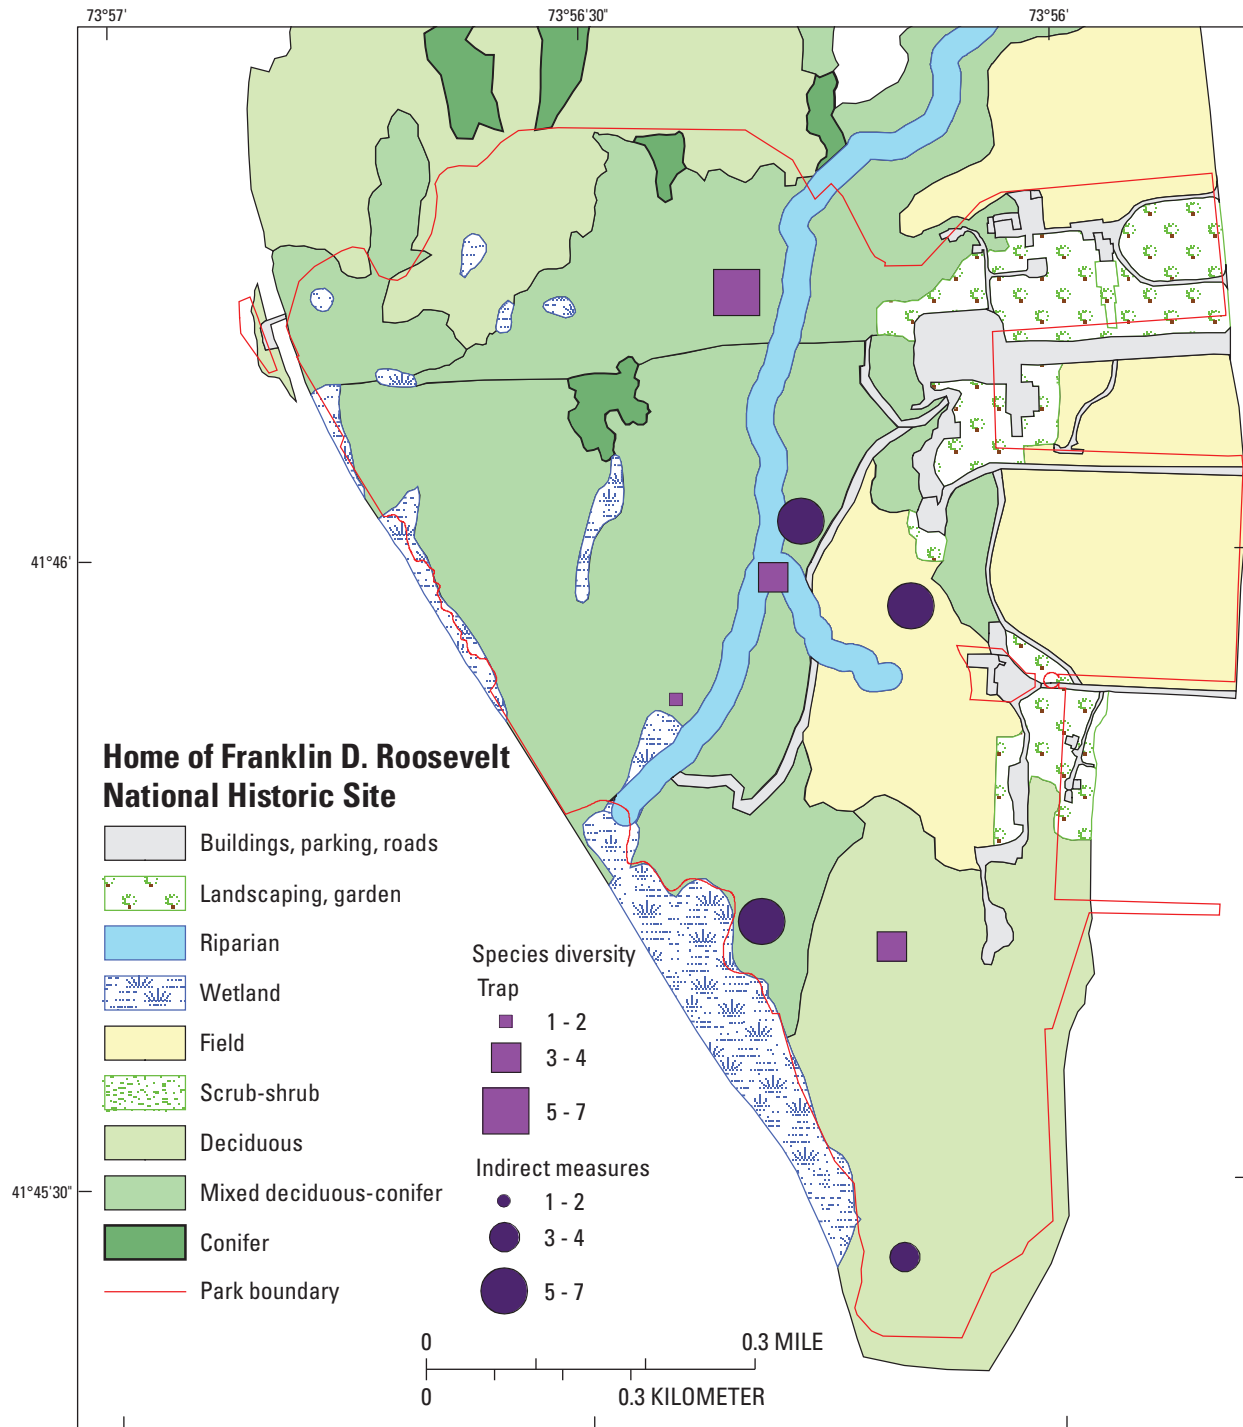 73°57'
73°56'30"
73°56'
41°46'
Home of Franklin D. Roosevelt
National Historic Site
Buildings, parking, roads
Landscaping, garden
Riparian
Wetland
Field
Scrub-shrub
Deciduous
Mixed deciduous-conifer
Conifer
Park boundary
Species diversity
Trap
1 - 2
3 - 4
5 - 7
Indirect measures
1 - 2
3 - 4
5 - 7
41°45'30"
0 0.3 MILE
0 0.3 KILOMETER